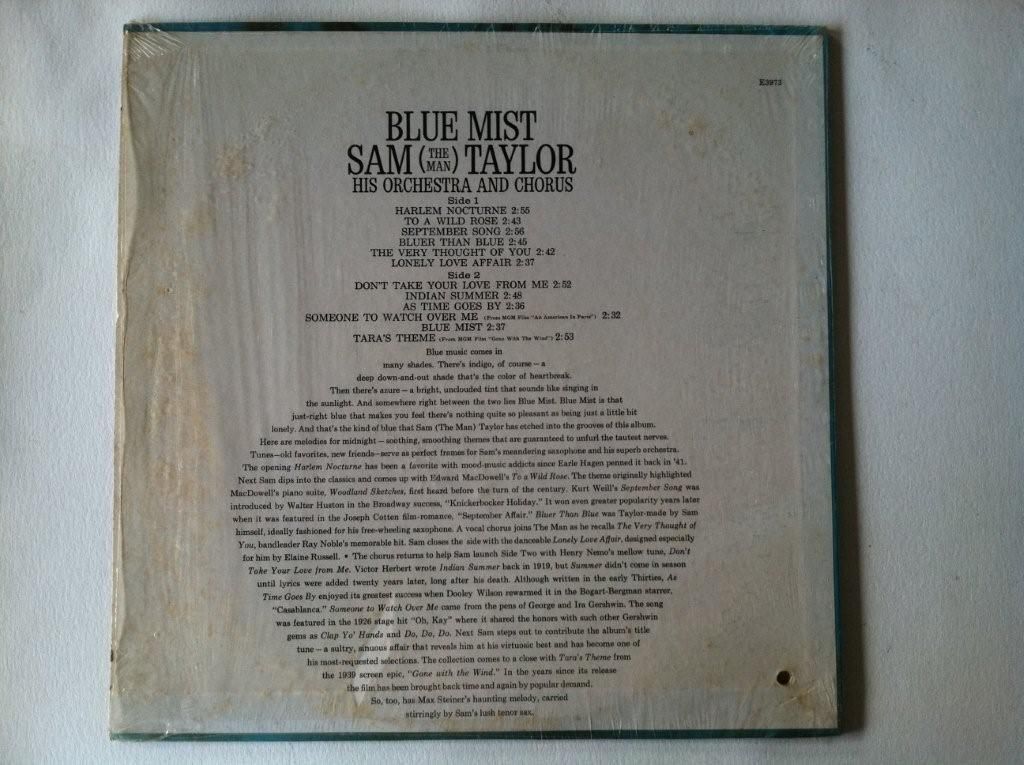 E3973
BLUE MIST
SAM (THE MAN) TAYLOR
HIS ORCHESTRA AND CHORUS
Side 1
HARLEM NOCTURNE 2:55
TO A WILD ROSE 2:43
SEPTEMBER SONG 2:56
BLUER THAN BLUE 2:45
THE VERY THOUGHT OF YOU 2:42
LONELY LOVE AFFAIR 2:37
Side 2
DON'T TAKE YOUR LOVE FROM ME 2:52
INDIAN SUMMER 2:48
AS TIME GOES BY 2:36
SOMEONE TO WATCH OVER ME (From MGM Film "An American In Paris") 2:32
BLUE MIST 2:37
TARA'S THEME (From MGM Film "Gone With The Wind") 2:53
Blue music comes in
many shades. There's indigo, of course – a
deep down-and-out shade that's the color of heartbreak.
Then there's azure – a bright, unclouded tint that sounds like singing in
the sunlight. And somewhere right between the two lies Blue Mist. Blue Mist is that
just-right blue that makes you feel there's nothing quite so pleasant as being just a little bit
lonely. And that's the kind of blue that Sam (The Man) Taylor has etched into the grooves of this album.
Here are melodies for midnight – soothing, smoothing themes that are guaranteed to unfurl the tautest nerves.
Tunes–old favorites, new friends–serve as perfect frames for Sam's meandering saxophone and his superb orchestra.
The opening Harlem Nocturne has been a favorite with mood-music addicts since Earle Hagen penned it back in '41.
Next Sam dips into the classics and comes up with Edward MacDowell's To a Wild Rose. The theme originally highlighted
MacDowell's piano suite, Woodland Sketches, first heard before the turn of the century. Kurt Weill's September Song was
introduced by Walter Huston in the Broadway success, "Knickerbocker Holiday." It won even greater popularity years later
when it was featured in the Joseph Cotten film-romance, "September Affair." Bluer Than Blue was Taylor-made by Sam
himself, ideally fashioned for his free-wheeling saxophone. A vocal chorus joins The Man as he recalls The Very Thought of
You, bandleader Ray Noble's memorable hit. Sam closes the side with the danceable Lonely Love Affair, designed especially
for him by Elaine Russell. • The chorus returns to help Sam launch Side Two with Henry Nemo's mellow tune, Don't
Take Your Love from Me. Victor Herbert wrote Indian Summer back in 1919, but Summer didn't come in season
until lyrics were added twenty years later, long after his death. Although written in the early Thirties, As
Time Goes By enjoyed its greatest success when Dooley Wilson rewarmed it in the Bogart-Bergman starrer,
"Casablanca." Someone to Watch Over Me came from the pens of George and Ira Gershwin. The song
was featured in the 1926 stage hit "Oh, Kay" where it shared the honors with such other Gershwin
gems as Clap Yo' Hands and Do, Do, Do. Next Sam steps out to contribute the album's title
tune – a sultry, sinuous affair that reveals him at his virtuosic best and has become one of
his most-requested selections. The collection comes to a close with Tara's Theme from
the 1939 screen epic, "Gone with the Wind." In the years since its release
the film has been brought back time and again by popular demand.
So, too, has Max Steiner's haunting melody, carried
stirringly by Sam's lush tenor sax.